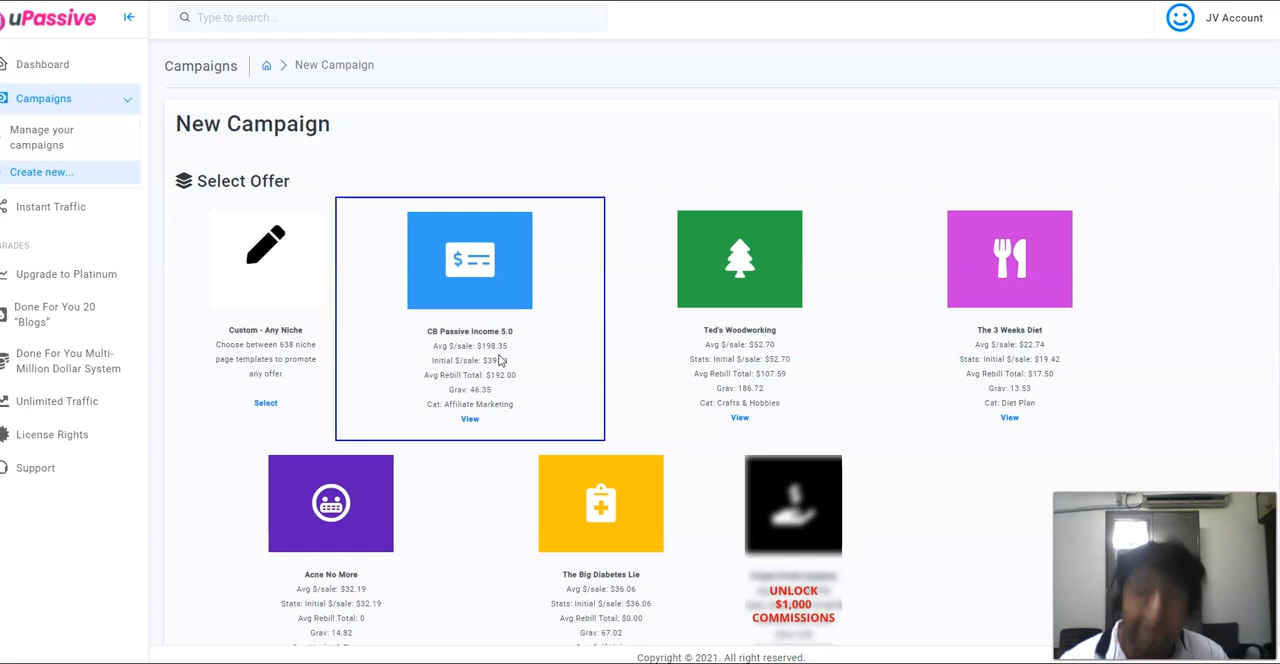 uPassive
Type to search...
JV Account
Dashboard
Campaigns
Manage your
campaigns
Create new...
Instant Traffic
GRADES
Upgrade to Platinum
Done For You 20
"Blogs"
Done For You Multi-
Million Dollar System
Unlimited Traffic
License Rights
Support
Campaigns
New Campaign
New Campaign
Select Offer
Custom - Any Niche
Choose between 638 niche
page templates to promote
any offer
Select
CB Passive Income 5.0
Avg $/sale: $198.35
Initial $/sale:
Avg Rebill Total: $192.00
Grav: 46.35
Cat: Affiliate Marketing
View
Ted's Woodworking
Avg $/sale: $52.70
Stats: Initial $/sale: $52.70
Avg Rebill Total: $107.59
Grav: 186.72
Cat: Crafts & Hobbies
View
The 3 Weeks Diet
Avg $/sale: $22.74
Stats: Initial $/sale: $19.42
Avg Rebill Total: $17.50
Grav: 13.53
Cat: Diet Plan
View
Acne No More
Avg $/sale: $32.19
Stats: Initial $/sale: $32.19
Avg Rebill Total: 0
Grav: 14.82
The Big Diabetes Lie
Avg $/sale: $36.06
Stats: Initial $/sale: $36.06
Avg Rebill Total: $0.00
Grav: 67.02
UNLOCK
$1,000
COMMISSIONS
Copyright © 2021. All right reserved.